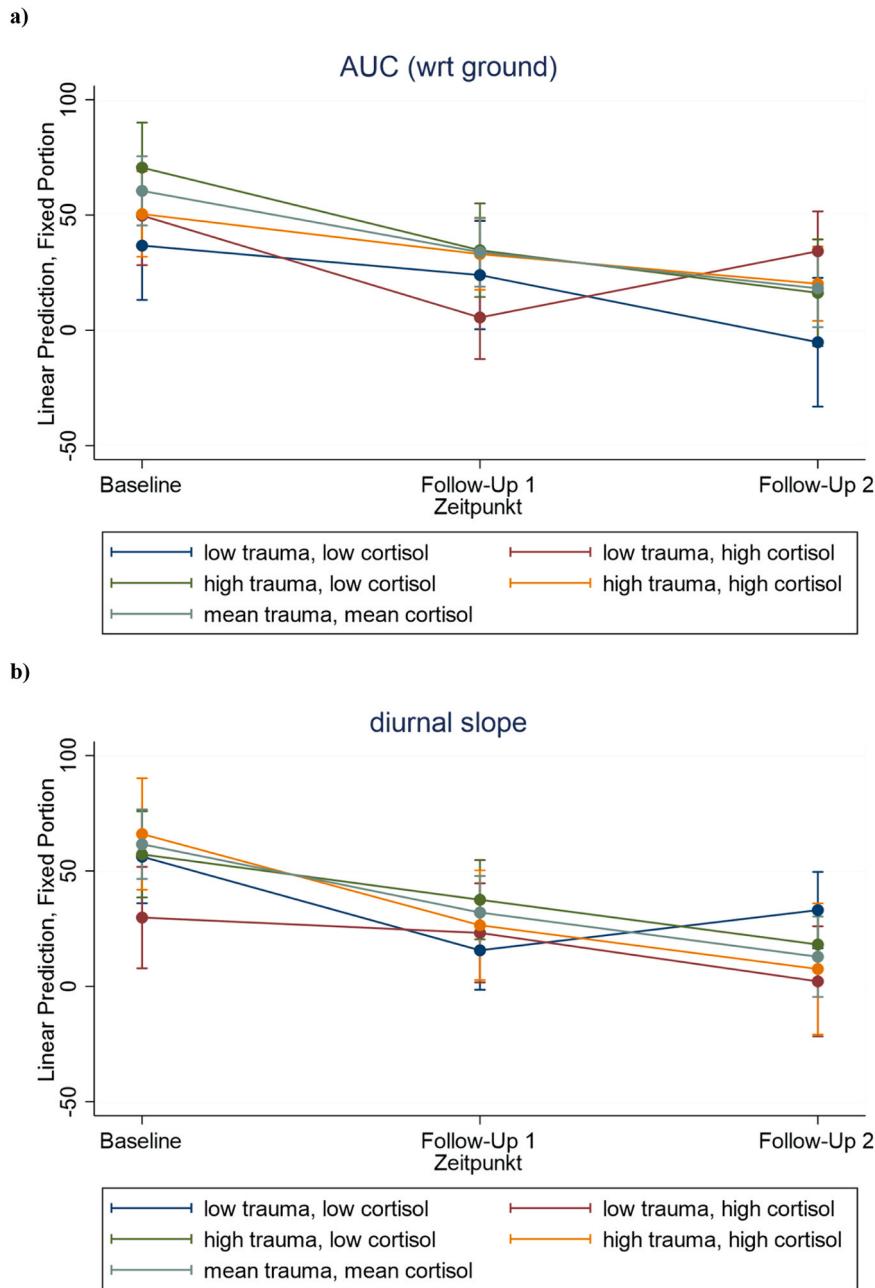 a)
AUC (wrt ground)
Linear Prediction, Fixed Portion
100
50
0
-50
Baseline
Follow-Up 1
Follow-Up 2
Zeitpunkt
low trauma, low cortisol
low trauma, high cortisol
high trauma, low cortisol
high trauma, high cortisol
mean trauma, mean cortisol
b)
diurnal slope
Linear Prediction, Fixed Portion
100
50
0
-50
Baseline
Follow-Up 1
Follow-Up 2
Zeitpunkt
low trauma, low cortisol
low trauma, high cortisol
high trauma, low cortisol
high trauma, high cortisol
mean trauma, mean cortisol